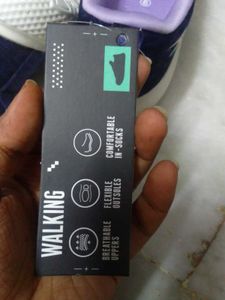 WALKING
COMFORTABLE
IN-SOCKS
FLEXIBLE
OUTSOLES
BREATHABLE
UPPERS